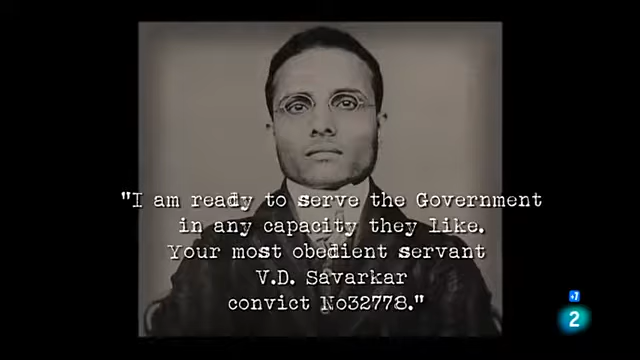 "I am ready to serve the Government
in any capacity they like.
Your most obedient servant
V.D. Savarkar
convict No32778."
+7
2